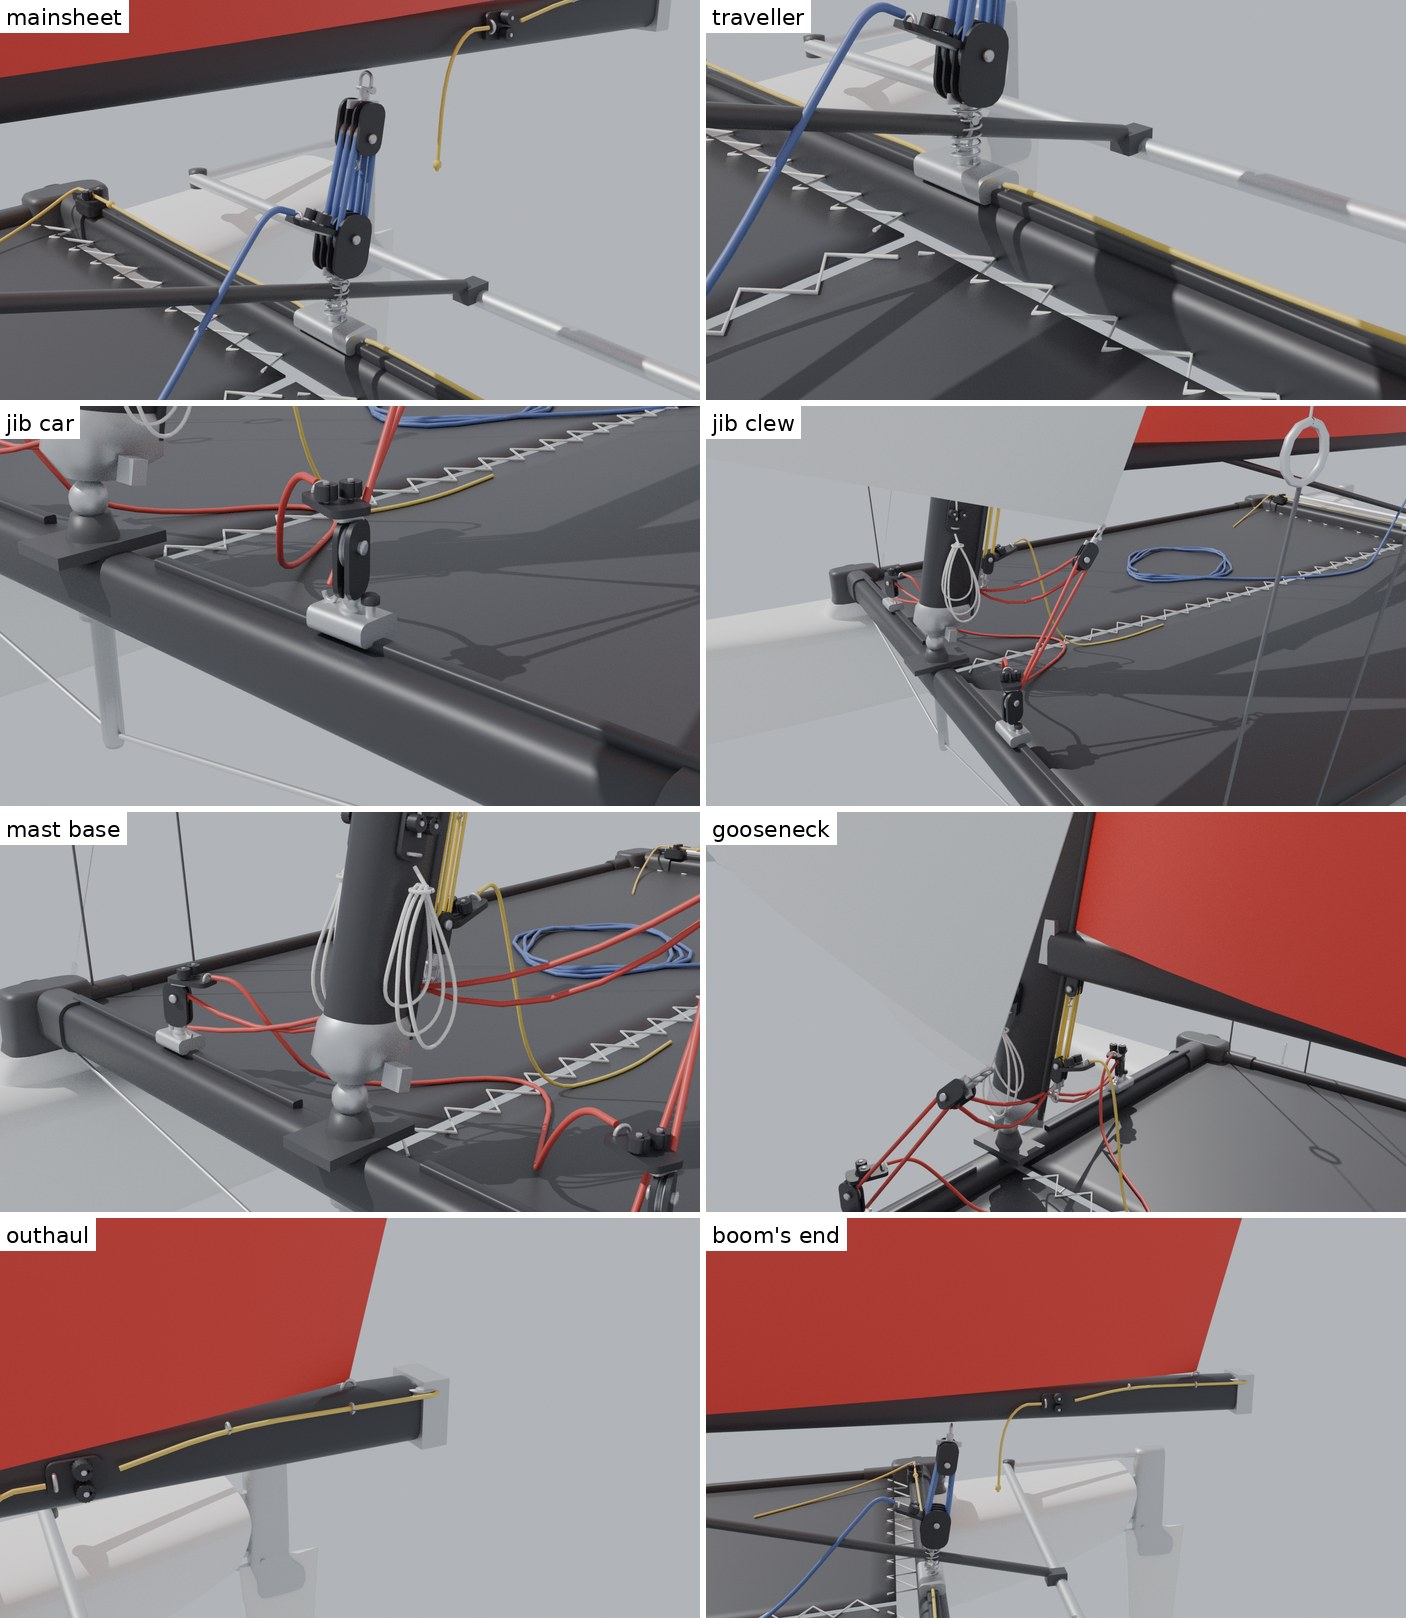 mainsheet
traveller
jib car
jib clew
mast base
gooseneck
outhaul
boom's end